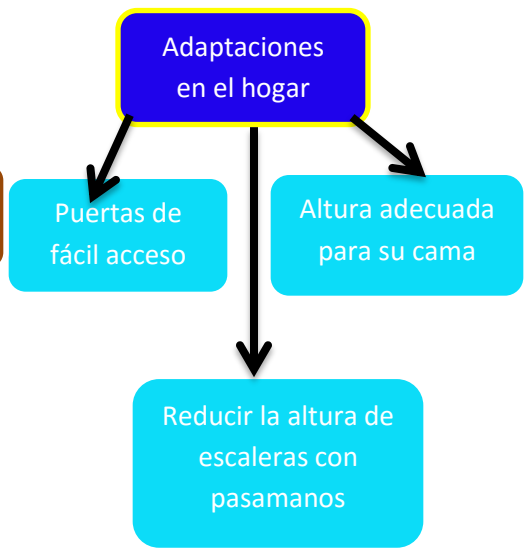 Adaptaciones
en el hogar
Puertas de
fácil acceso
Altura adecuada
para su cama
Reducir la altura de
escaleras con
pasamanos